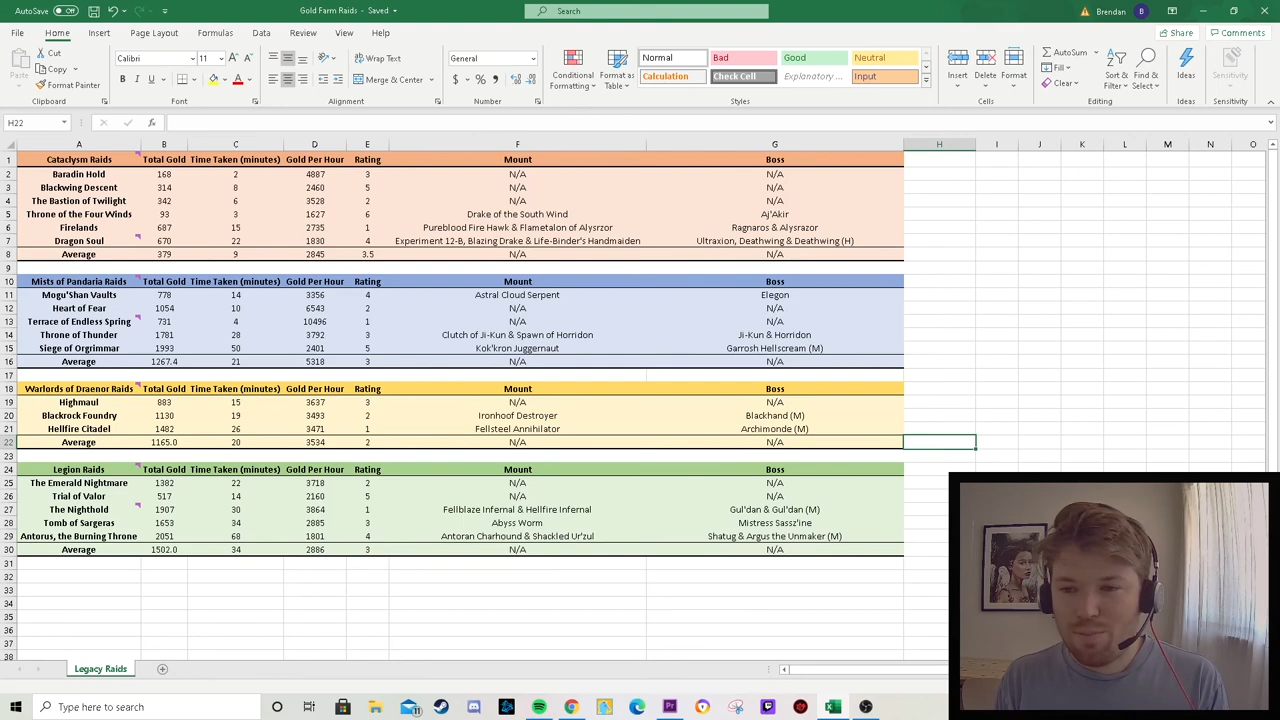 AutoSave On Gold Farm Raids - Saved Search Brendan B
File Home Insert Page Layout Formulas Data Review View Help Share Comments
Paste Cut Copy Format Painter Clipboard
Calibri 11 A A B I U A Font
Wrap Text Merge & Center Alignment
General $ % Number
Conditional Formatting Format as Table Normal Bad Good Neutral Calculation Check Cell Explanatory ... Input Styles
Insert Delete Format Cells
AutoSum Fill Clear Sort & Filter Find & Select Editing
Ideas Ideas Sensitivity Sensitivity
H22 fx
A B C D E F G H I J K L M N O
1 Cataclysm Raids Total Gold Time Taken (minutes) Gold Per Hour Rating Mount Boss
2 Baradin Hold 168 2 4887 3 N/A N/A
3 Blackwing Descent 314 8 2460 5 N/A N/A
4 The Bastion of Twilight 342 6 3528 2 N/A N/A
5 Throne of the Four Winds 93 3 1627 6 Drake of the South Wind Aj'Akir
6 Firelands 687 15 2735 1 Pureblood Fire Hawk & Flametalon of Alysrzor Ragnaros & Alysrazor
7 Dragon Soul 670 22 1830 4 Experiment 12-B, Blazing Drake & Life-Binder's Handmaiden Ultraxion, Deathwing & Deathwing (H)
8 Average 379 9 2845 3.5 N/A N/A
9
10 Mists of Pandaria Raids Total Gold Time Taken (minutes) Gold Per Hour Rating Mount Boss
11 Mogu'Shan Vaults 778 14 3356 4 Astral Cloud Serpent Elegon
12 Heart of Fear 1054 10 6543 2 N/A N/A
13 Terrace of Endless Spring 731 4 10496 1 N/A N/A
14 Throne of Thunder 1781 28 3792 3 Clutch of Ji-Kun & Spawn of Horridon Ji-Kun & Horridon
15 Siege of Orgrimmar 1993 50 2401 5 Kok'kron Juggernaut Garrosh Hellscream (M)
16 Average 1267.4 21 5318 3 N/A N/A
17
18 Warlords of Draenor Raids Total Gold Time Taken (minutes) Gold Per Hour Rating Mount Boss
19 Highmaul 883 15 3637 3 N/A N/A
20 Blackrock Foundry 1130 19 3493 2 Ironhoof Destroyer Blackhand (M)
21 Hellfire Citadel 1482 26 3471 1 Fellsteel Annihilator Archimonde (M)
22 Average 1165.0 20 3534 2 N/A N/A
23
24 Legion Raids Total Gold Time Taken (minutes) Gold Per Hour Rating Mount Boss
25 The Emerald Nightmare 1382 22 3718 2 N/A N/A
26 Trial of Valor 517 14 2160 5 N/A N/A
27 The Nighthold 1907 30 3864 1 Fellblaze Infernal & Hellfire Infernal Gul'dan & Gul'dan (M)
28 Tomb of Sargeras 1653 34 2885 3 Abyss Worm Mistress Sassz'ine
29 Antorus, the Burning Throne 2051 68 1801 4 Antoran Charhound & Shackled Ur'zul Shatug & Argus the Unmaker (M)
30 Average 1502.0 34 2886 3 N/A N/A
31
32
33
34
35
36
37
38
Legacy Raids
Type here to search 11